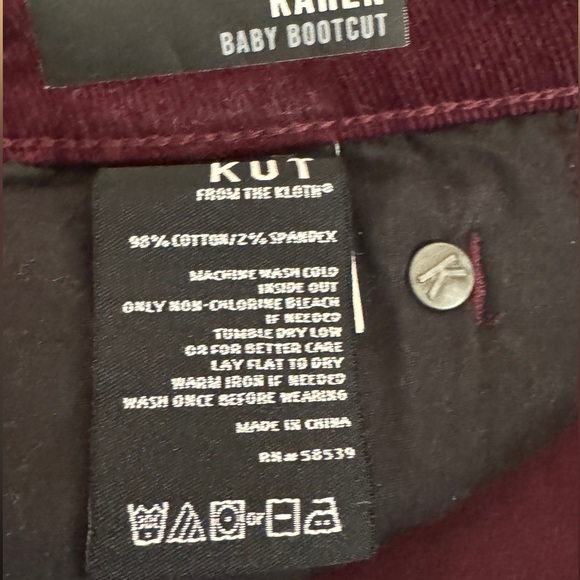 KAREN
BABY BOOTCUT
KUT
FROM THE KLOTH®
98% COTTON/2% SPANDEX
MACHINE WASH COLD
INSIDE OUT
ONLY NON-CHLORINE BLEACH
IF NEEDED
TUMBLE DRY LOW
OR FOR BETTER CARE
LAY FLAT TO DRY
WARM IRON IF NEEDED
WASH ONCE BEFORE WEARING
MADE IN CHINA
RN# 58539
or
K